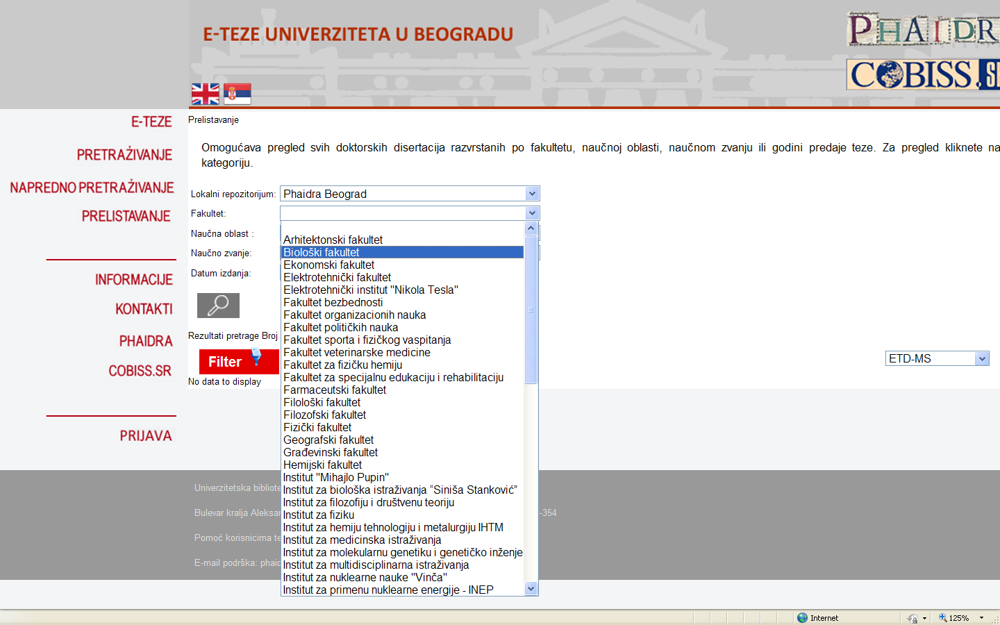 E-TEZE UNIVERZITETA U BEOGRADU
PHAIDR
COBISS.S
E-TEZE
PRETRAŽIVANJE
NAPREDNO PRETRAŽIVANJE
PRELISTAVANJE
INFORMACIJE
KONTAKTI
PHAIDRA
COBISS.SR
PRIJAVA
Prelistavanje
Omogućava pregled svih doktorskih disertacija razvrstanih po fakultetu, naučnoj oblasti, naučnom zvanju ili godini predaje teze. Za pregled kliknete na
kategoriju.
Lokalni repozitorijum: Phaidra Beograd
Fakultet:
Naučna oblast :
Naučno zvanje:
Datum izdanja:
Arhitektonski fakultet
Biološki fakultet
Ekonomski fakultet
Elektrotehnički fakultet
Elektrotehnički institut "Nikola Tesla"
Fakultet bezbednosti
Fakultet organizacionih nauka
Fakultet političkih nauka
Fakultet sporta i fizičkog vaspitanja
Fakultet veterinarske medicine
Fakultet za fizičku hemiju
Fakultet za specijalnu edukaciju i rehabilitaciju
Farmaceutski fakultet
Filološki fakultet
Filozofski fakultet
Fizički fakultet
Geografski fakultet
Građevinski fakultet
Hemijski fakultet
Institut "Mihajlo Pupin"
Institut za biološka istraživanja “Siniša Stanković”
Institut za filozofiju i društvenu teoriju
Institut za fiziku
Institut za hemiju tehnologiju i metalurgiju IHTM
Institut za medicinska istraživanja
Institut za molekularnu genetiku i genetičko inženje
Institut za multidisciplinarna istraživanja
Institut za nuklearne nauke "Vinča"
Institut za primenu nuklearne energije - INEP
Rezultati pretrage Broj
Filter
ETD-MS
No data to display
Univerzitetska bibliote
Bulevar kralja Aleksan -354
Pomoć korisnicima te
E-mail podrška: phaid
Internet
125%